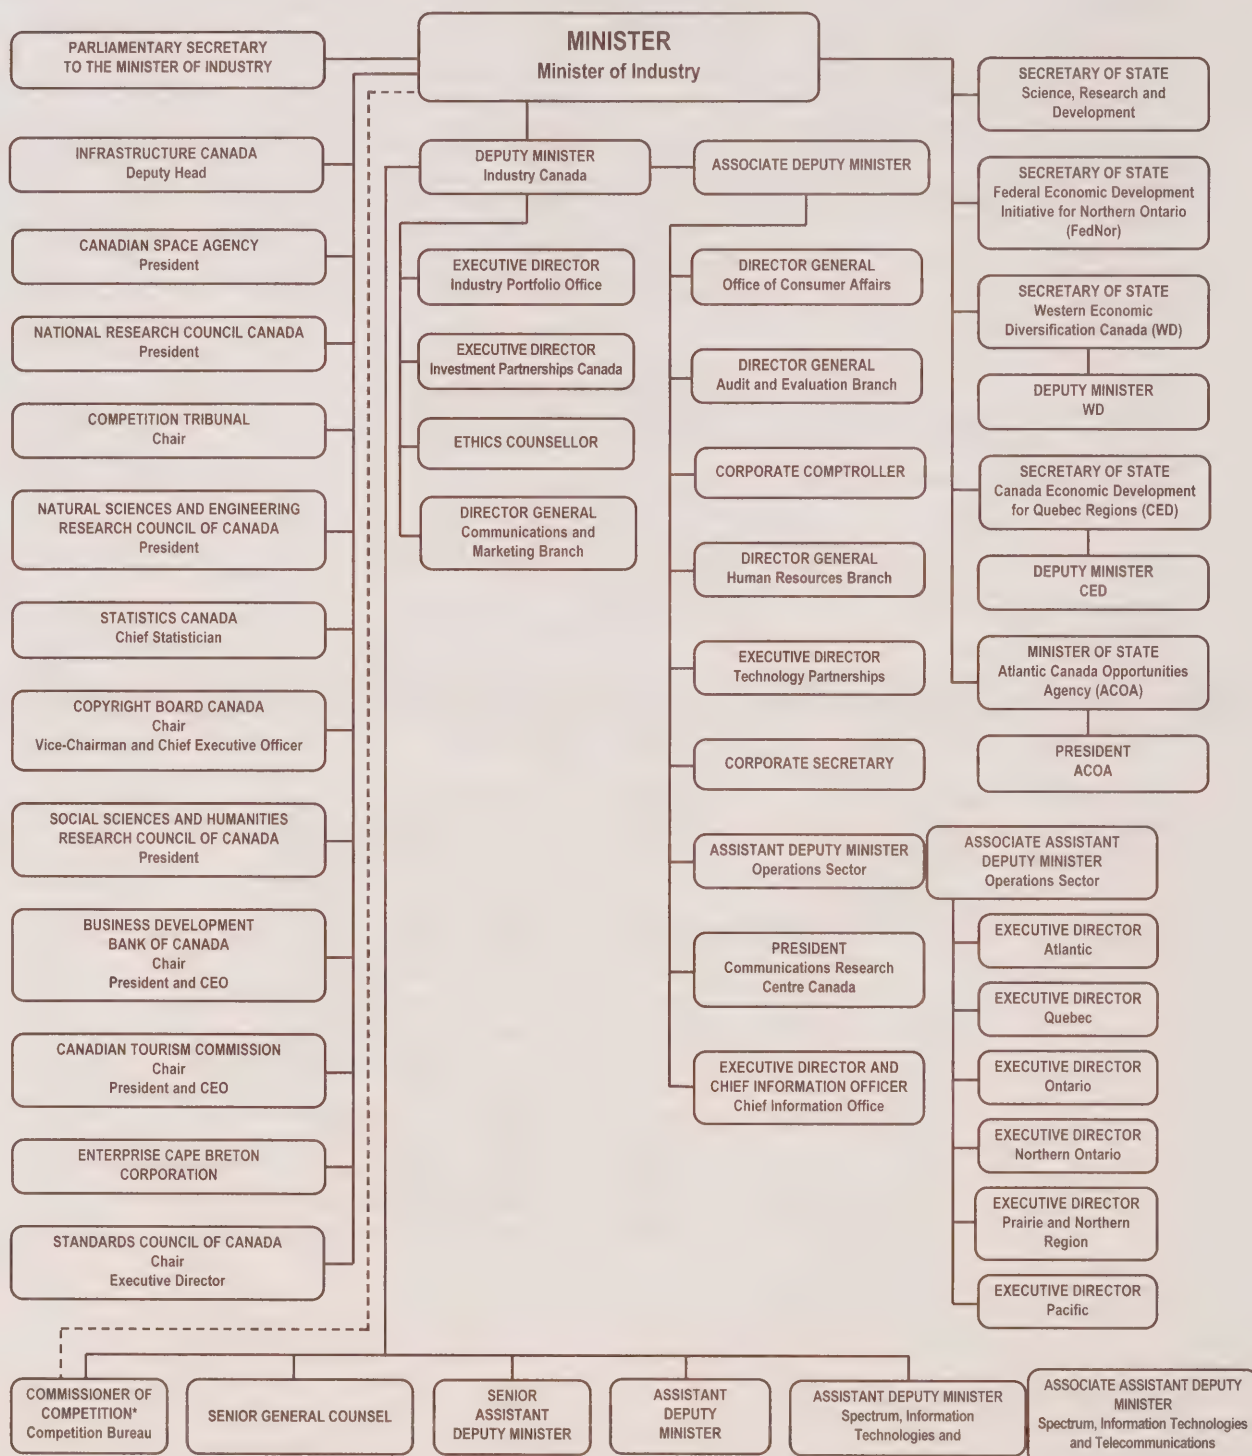 MINISTER
Minister of Industry
PARLIAMENTARY SECRETARY
TO THE MINISTER OF INDUSTRY
INFRASTRUCTURE CANADA
Deputy Head
CANADIAN SPACE AGENCY
President
NATIONAL RESEARCH COUNCIL CANADA
President
COMPETITION TRIBUNAL
Chair
NATURAL SCIENCES AND ENGINEERING
RESEARCH COUNCIL OF CANADA
President
STATISTICS CANADA
Chief Statistician
COPYRIGHT BOARD CANADA
Chair
Vice-Chairman and Chief Executive Officer
SOCIAL SCIENCES AND HUMANITIES
RESEARCH COUNCIL OF CANADA
President
BUSINESS DEVELOPMENT
BANK OF CANADA
Chair
President and CEO
CANADIAN TOURISM COMMISSION
Chair
President and CEO
ENTERPRISE CAPE BRETON
CORPORATION
STANDARDS COUNCIL OF CANADA
Chair
Executive Director
DEPUTY MINISTER
Industry Canada
EXECUTIVE DIRECTOR
Industry Portfolio Office
EXECUTIVE DIRECTOR
Investment Partnerships Canada
ETHICS COUNSELLOR
DIRECTOR GENERAL
Communications and
Marketing Branch
ASSOCIATE DEPUTY MINISTER
DIRECTOR GENERAL
Office of Consumer Affairs
DIRECTOR GENERAL
Audit and Evaluation Branch
CORPORATE COMPTROLLER
DIRECTOR GENERAL
Human Resources Branch
EXECUTIVE DIRECTOR
Technology Partnerships
CORPORATE SECRETARY
ASSISTANT DEPUTY MINISTER
Operations Sector
PRESIDENT
Communications Research
Centre Canada
EXECUTIVE DIRECTOR AND
CHIEF INFORMATION OFFICER
Chief Information Office
SECRETARY OF STATE
Science, Research and
Development
SECRETARY OF STATE
Federal Economic Development
Initiative for Northern Ontario
(FedNor)
SECRETARY OF STATE
Western Economic
Diversification Canada (WD)
DEPUTY MINISTER
WD
SECRETARY OF STATE
Canada Economic Development
for Quebec Regions (CED)
DEPUTY MINISTER
CED
MINISTER OF STATE
Atlantic Canada Opportunities
Agency (ACOA)
PRESIDENT
ACOA
ASSOCIATE ASSISTANT
DEPUTY MINISTER
Operations Sector
EXECUTIVE DIRECTOR
Atlantic
EXECUTIVE DIRECTOR
Quebec
EXECUTIVE DIRECTOR
Ontario
EXECUTIVE DIRECTOR
Northern Ontario
EXECUTIVE DIRECTOR
Prairie and Northern
Region
EXECUTIVE DIRECTOR
Pacific
COMMISSIONER OF
COMPETITION*
Competition Bureau
SENIOR GENERAL COUNSEL
SENIOR
ASSISTANT
DEPUTY MINISTER
ASSISTANT
DEPUTY
MINISTER
ASSISTANT DEPUTY MINISTER
Spectrum, Information
Technologies and
ASSOCIATE ASSISTANT DEPUTY
MINISTER
Spectrum, Information Technologies
and Telecommunications